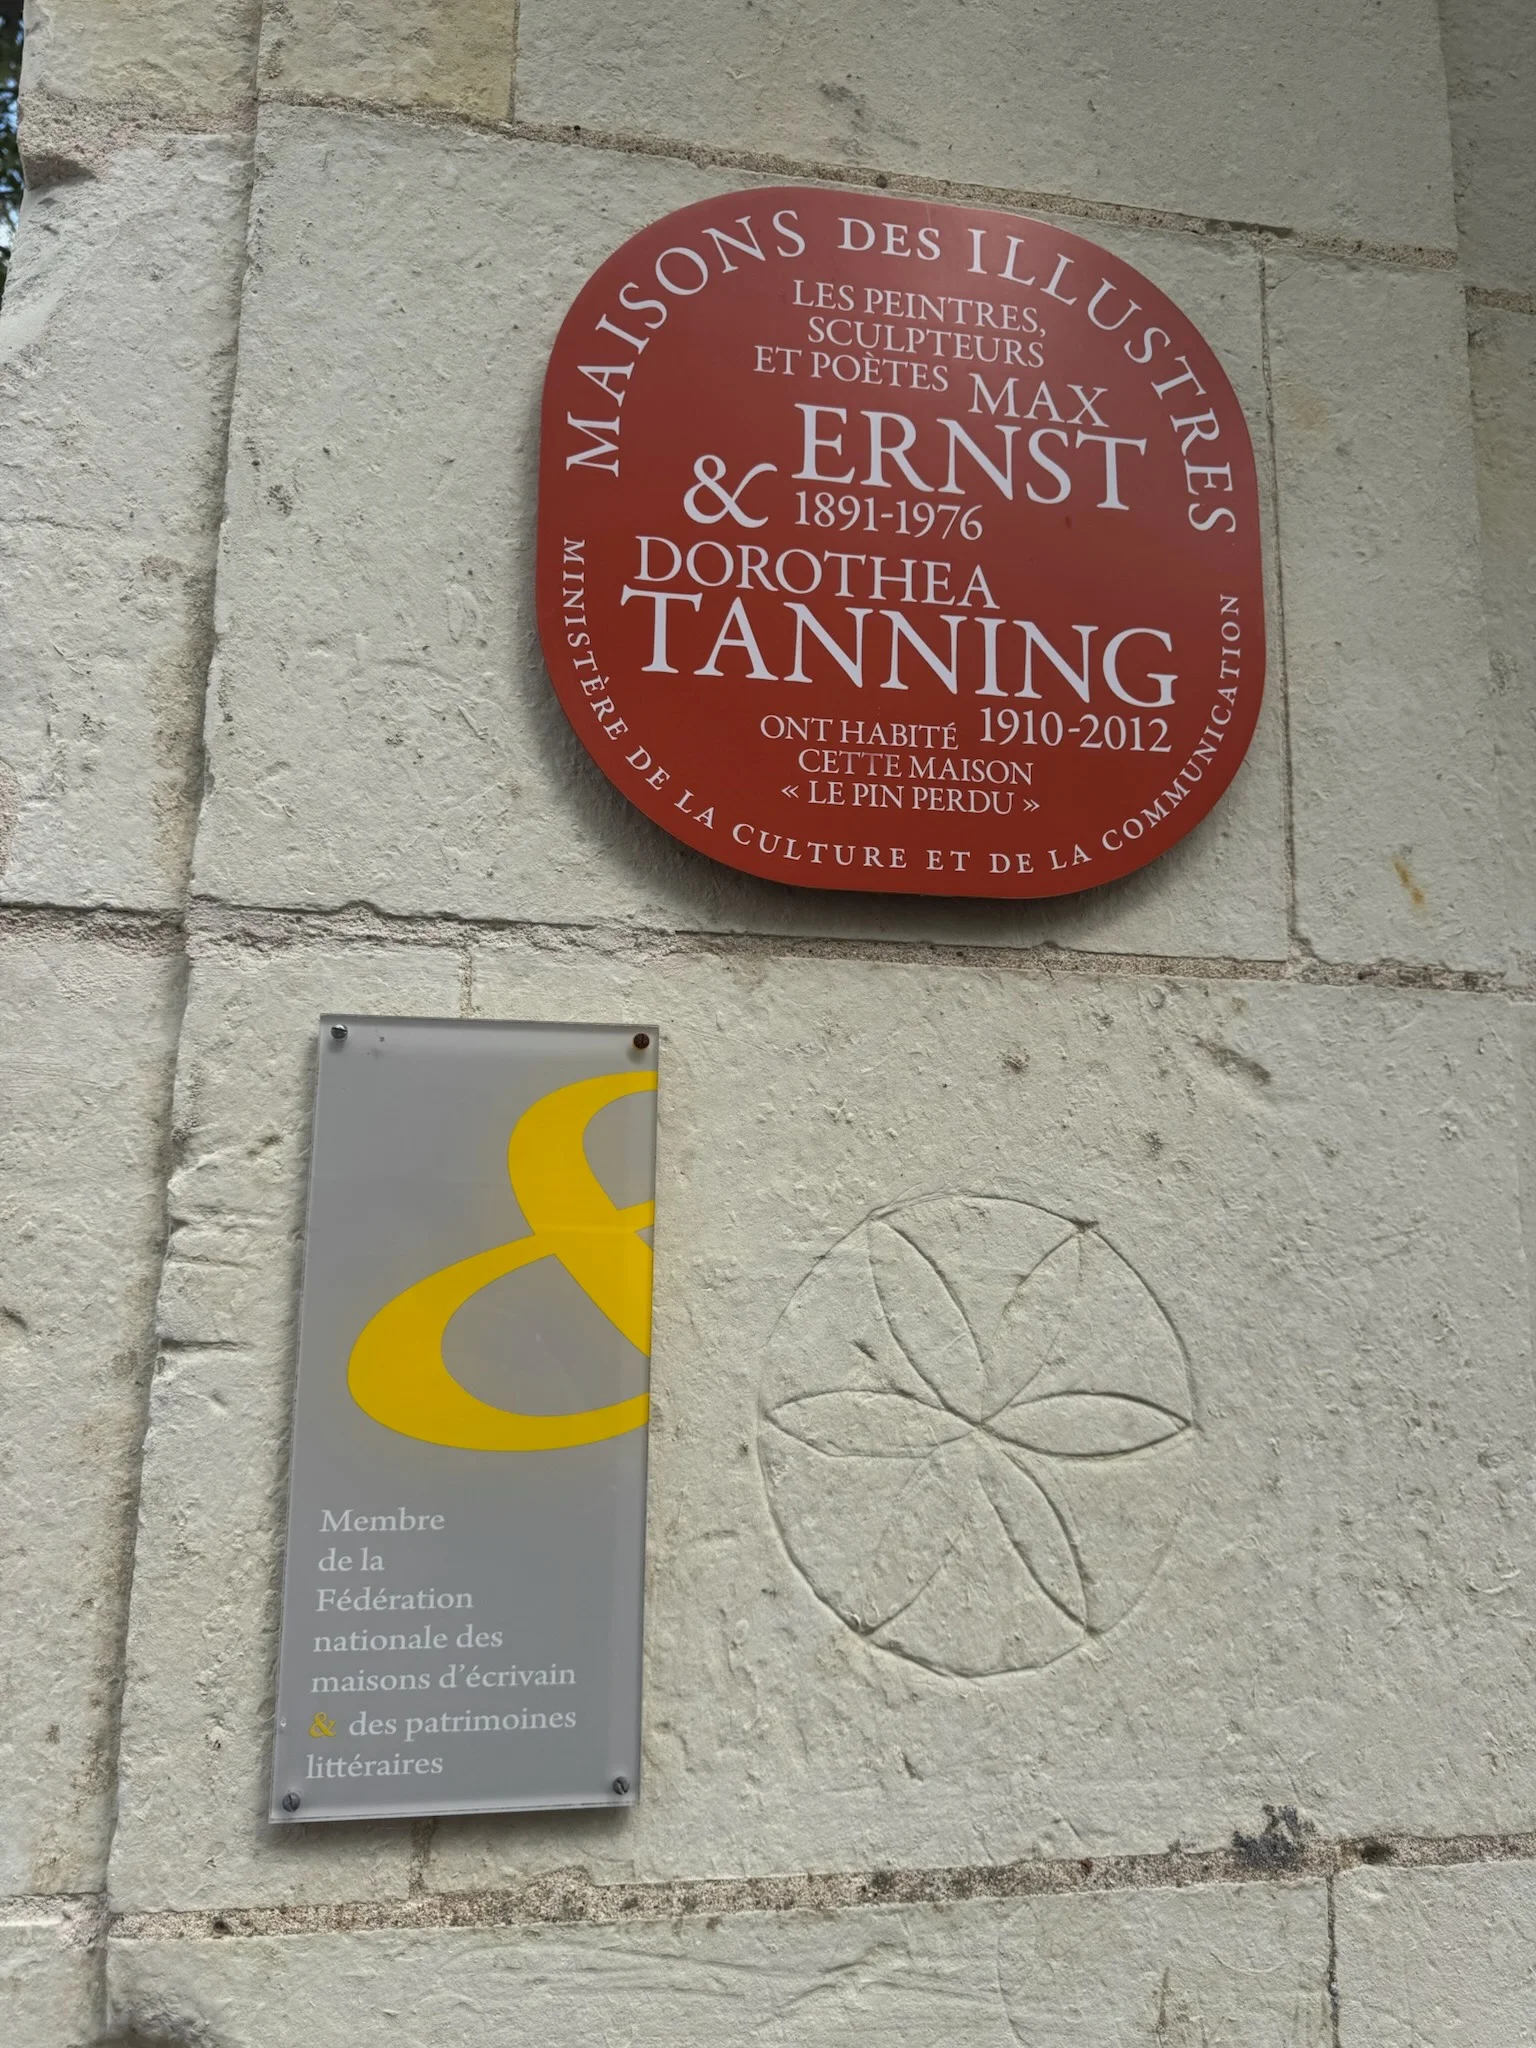 MAISONS DES ILLUSTRES
LES PEINTRES,
SCULPTEURS
ET POÈTES MAX
ERNST
& 1891-1976
DOROTHEA
TANNING
ONT HABITÉ 1910-2012
CETTE MAISON
« LE PIN PERDU »
MINISTÈRE DE LA CULTURE ET DE LA COMMUNICATION
&
Membre
de la
Fédération
nationale des
maisons d'écrivain
& des patrimoines
littéraires